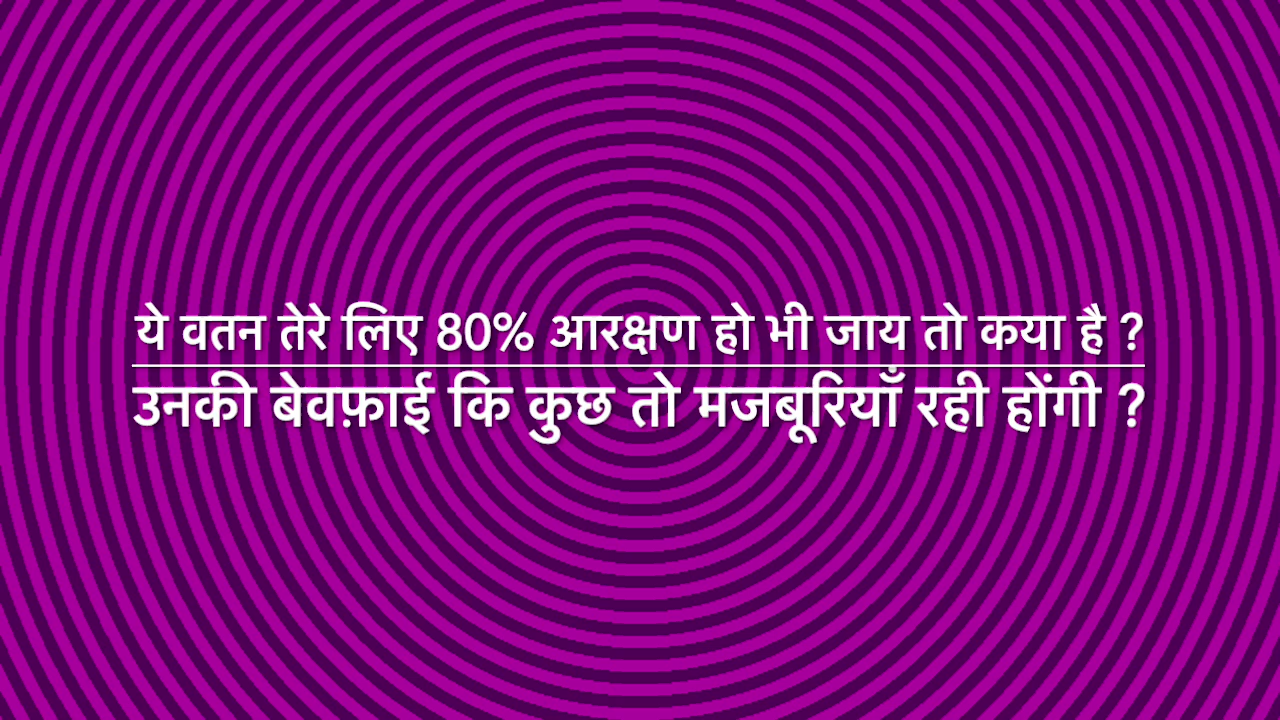 ये वतन तेरे लिए 80% आरक्षण हो भी जाय तो कया है ?
उनकी बेवफ़ाई कि कुछ तो मजबूरियाँ रही होंगी ?